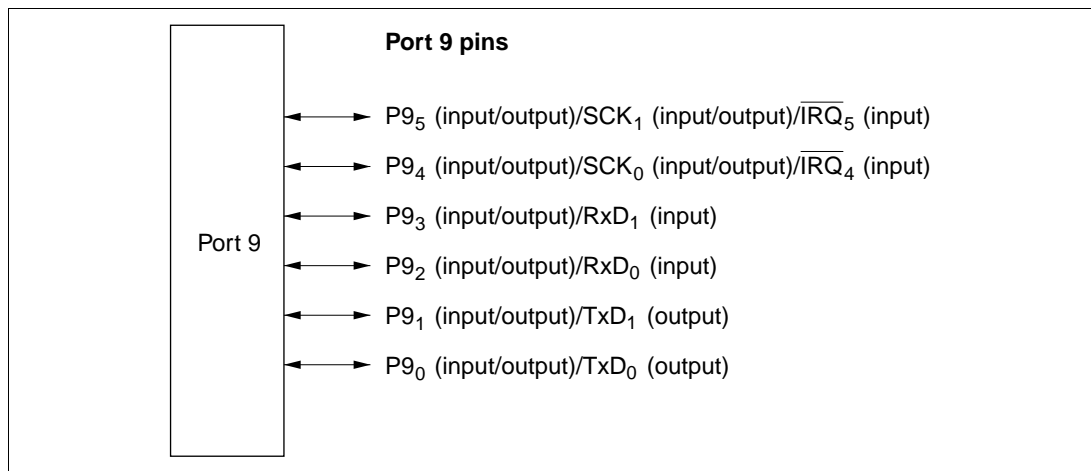 Port 9 pins
P9₅ (input/output)/SCK₁ (input/output)/I̅R̅Q̅₅ (input)
P9₄ (input/output)/SCK₀ (input/output)/I̅R̅Q̅₄ (input)
P9₃ (input/output)/RxD₁ (input)
Port 9
P9₂ (input/output)/RxD₀ (input)
P9₁ (input/output)/TxD₁ (output)
P9₀ (input/output)/TxD₀ (output)